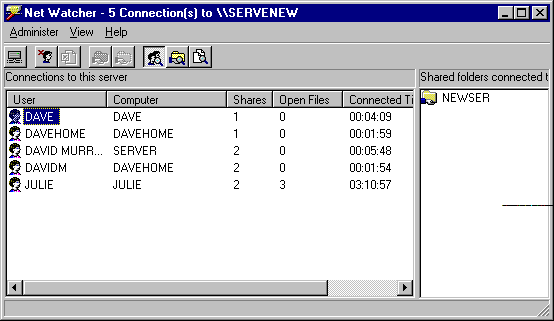 Net Watcher - 5 Connection(s) to \\SERVENEW
Administer View Help
Connections to this server
Shared folders connected t
User Computer Shares Open Files Connected Ti
DAVE DAVE 1 0 00:04:09
DAVEHOME DAVEHOME 1 0 00:01:59
DAVID MURR... SERVER 2 0 00:05:48
DAVIDM DAVEHOME 2 0 00:01:54
JULIE JULIE 2 3 03:10:57
NEWSER